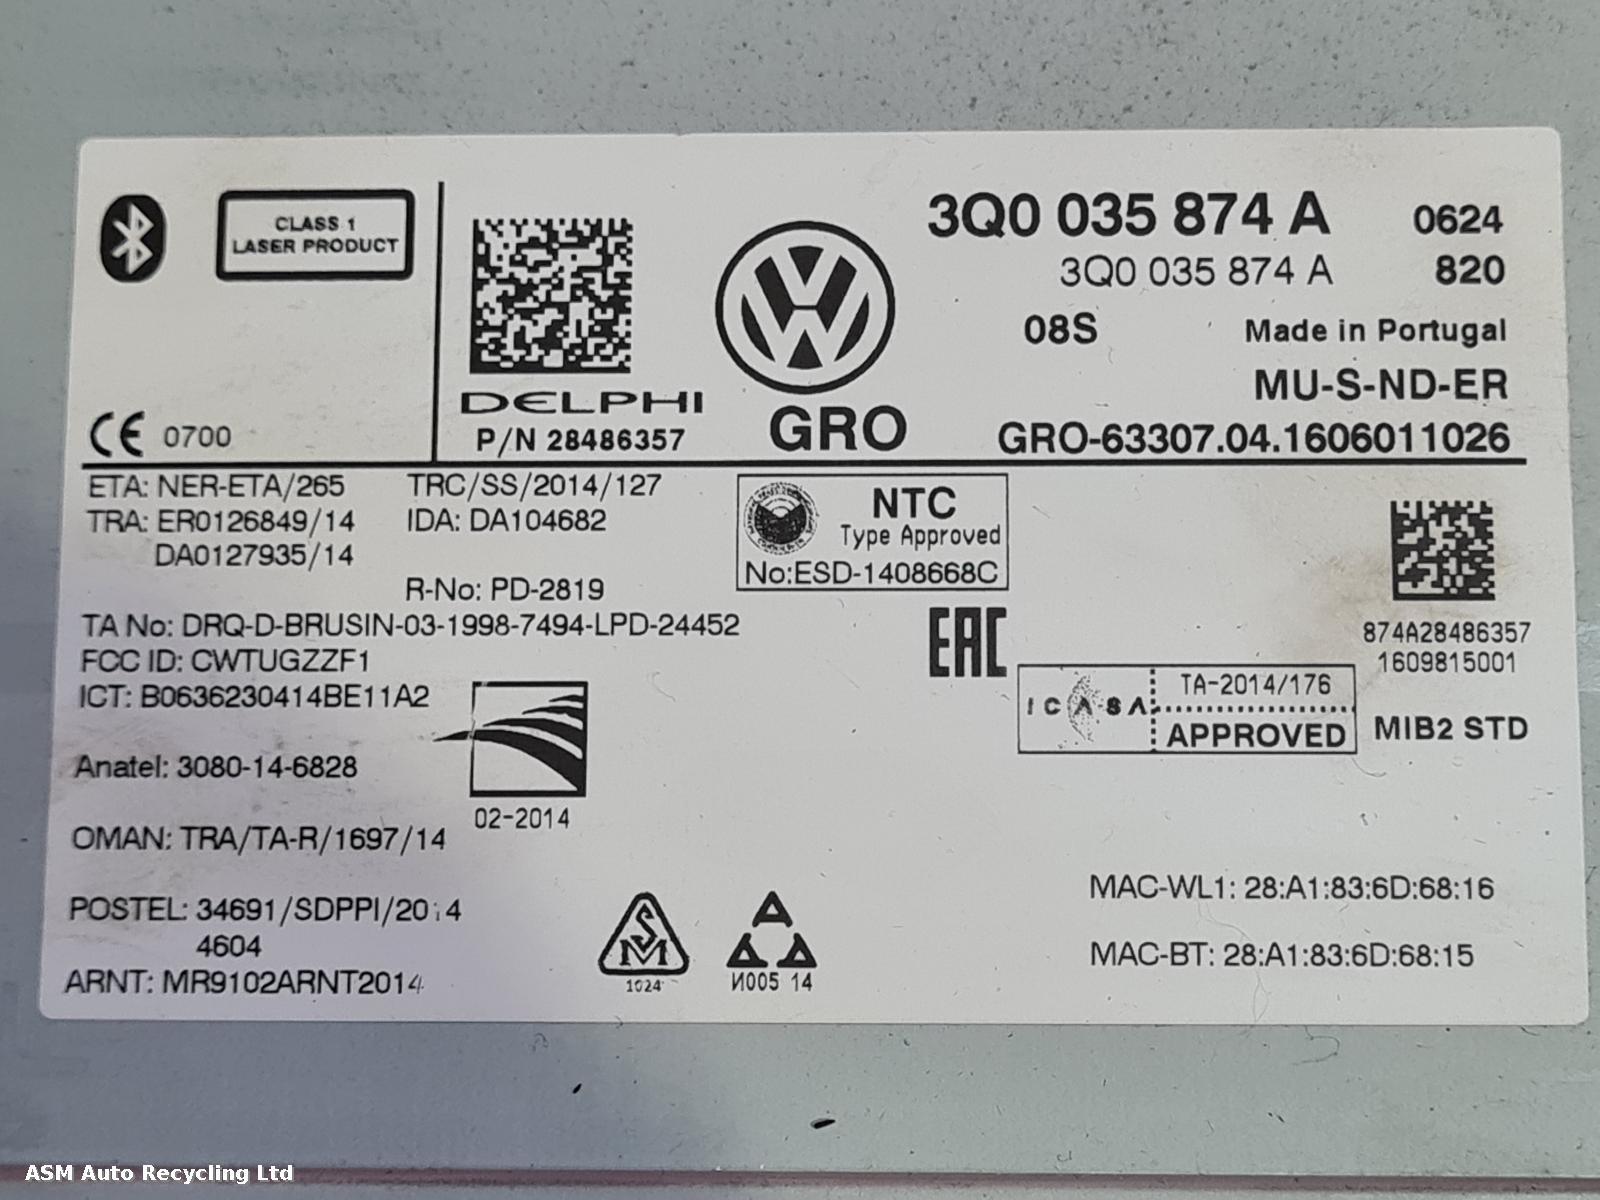 CLASS 1
LASER PRODUCT
CE 0700
DELPHI
P/N 28486357
GRO
3Q0 035 874 A 0624
3Q0 035 874 A 820
08S Made in Portugal
MU-S-ND-ER
GRO-63307.04.1606011026
ETA: NER-ETA/265 TRC/SS/2014/127
TRA: ER0126849/14 IDA: DA104682
DA0127935/14
R-No: PD-2819
TA No: DRQ-D-BRUSIN-03-1998-7494-LPD-24452
FCC ID: CWTUGZZF1
ICT: B0636230414BE11A2
Anatel: 3080-14-6828
02-2014
OMAN: TRA/TA-R/1697/14
POSTEL: 34691/SDPPI/2014
4604
ARNT: MR9102ARNT2014
NTC
Type Approved
No:ESD-1408668C
EAC
ICASA
TA-2014/176
APPROVED
874A28486357
1609815001
MIB2 STD
1024
И005 14
MAC-WL1: 28:A1:83:6D:68:16
MAC-BT: 28:A1:83:6D:68:15
ASM Auto Recycling Ltd